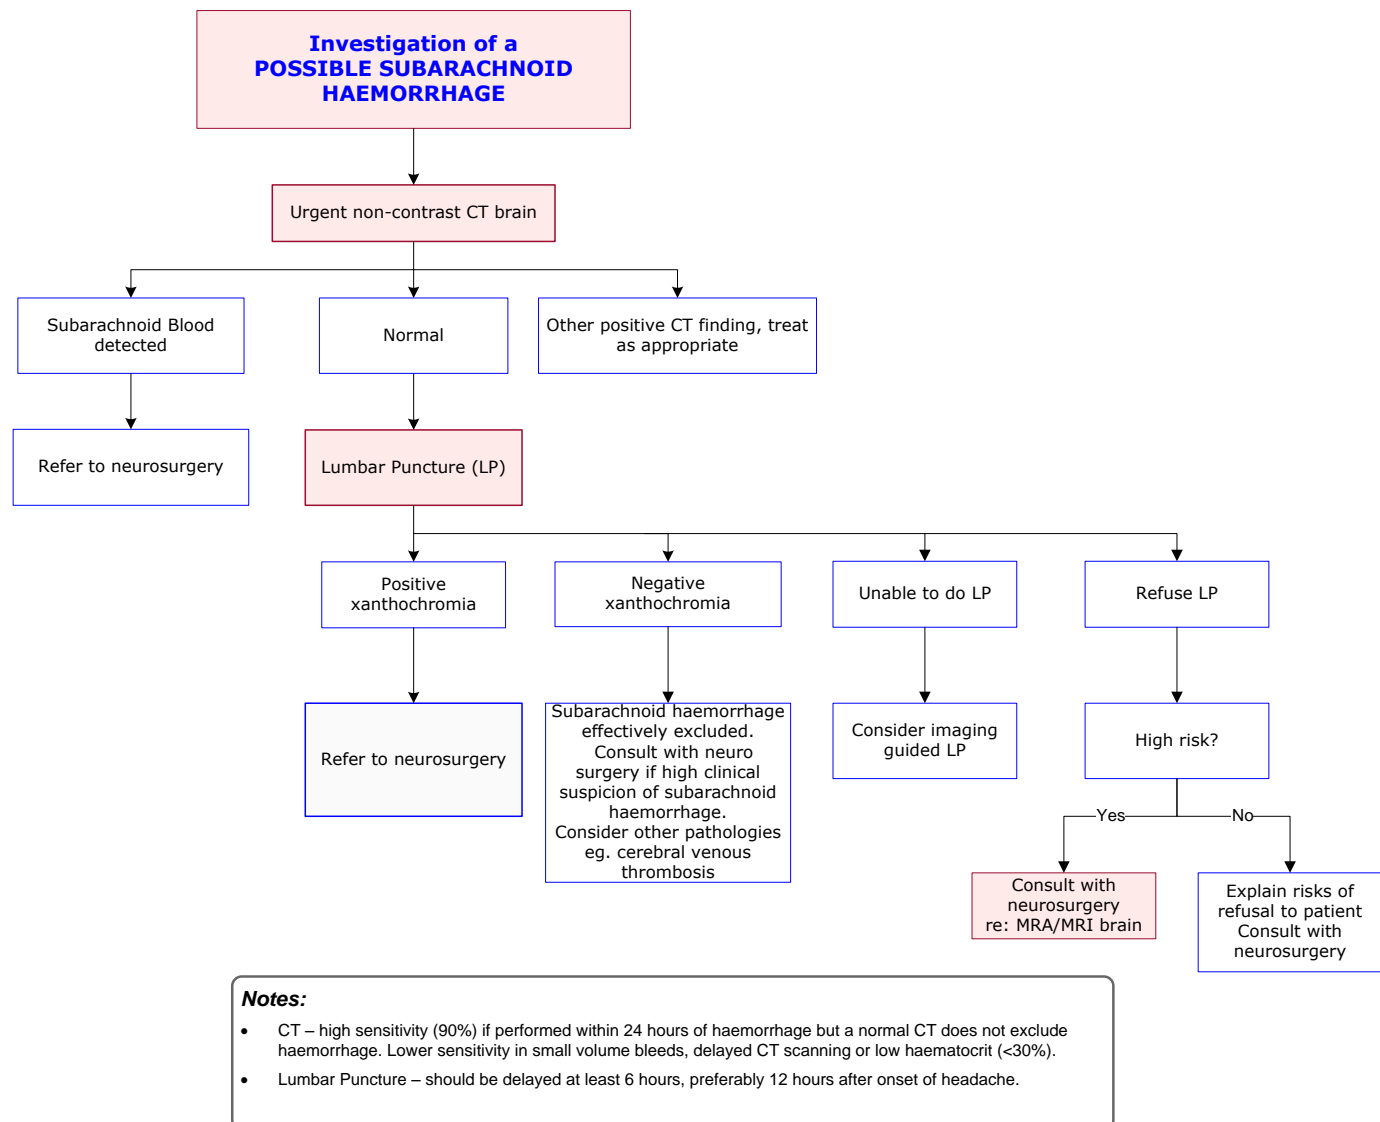 Investigation of a
POSSIBLE SUBARACHNOID
HAEMORRHAGE
Urgent non-contrast CT brain
Subarachnoid Blood
detected
Normal
Other positive CT finding, treat
as appropriate
Refer to neurosurgery
Lumbar Puncture (LP)
Positive
xanthochromia
Negative
xanthochromia
Unable to do LP
Refuse LP
Refer to neurosurgery
Subarachnoid haemorrhage
effectively excluded.
Consult with neuro
surgery if high clinical
suspicion of subarachnoid
haemorrhage.
Consider other pathologies
eg. cerebral venous
thrombosis
Consider imaging
guided LP
High risk?
Yes
No
Consult with
neurosurgery
re: MRA/MRI brain
Explain risks of
refusal to patient
Consult with
neurosurgery
Notes:
• CT – high sensitivity (90%) if performed within 24 hours of haemorrhage but a normal CT does not exclude
haemorrhage. Lower sensitivity in small volume bleeds, delayed CT scanning or low haematocrit (<30%).
• Lumbar Puncture – should be delayed at least 6 hours, preferably 12 hours after onset of headache.